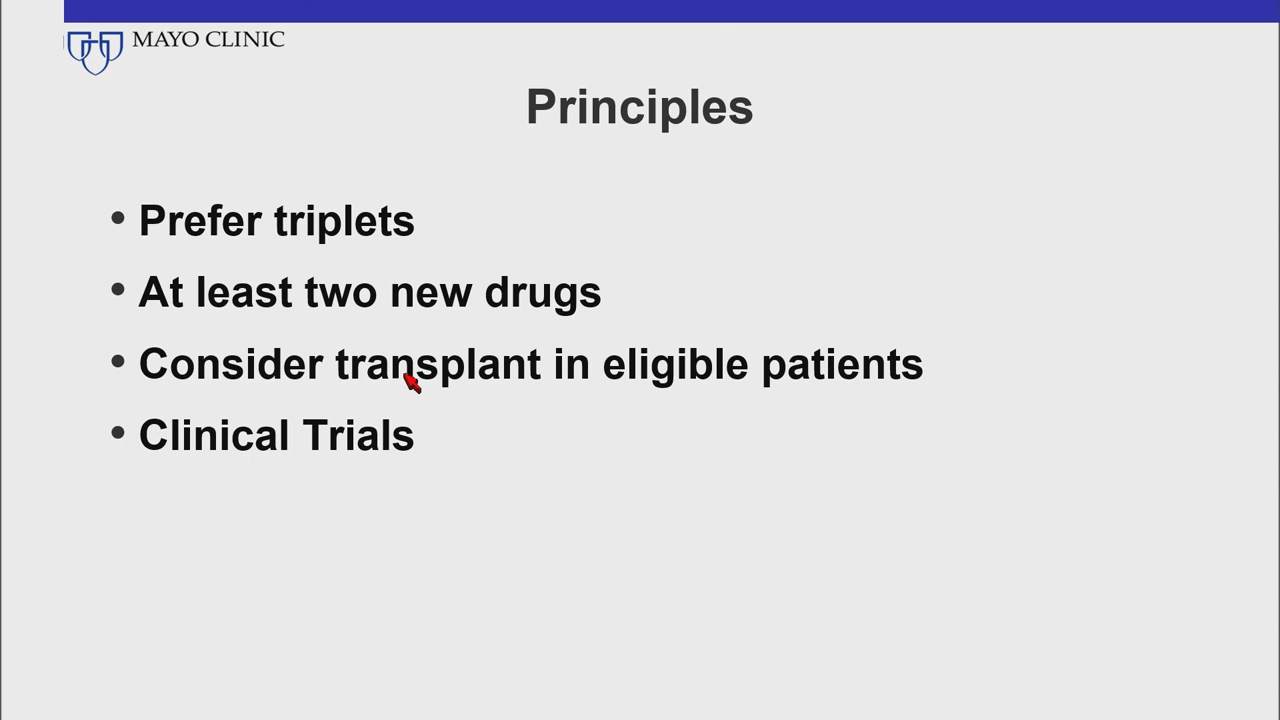 MAYO CLINIC
Principles
• Prefer triplets
• At least two new drugs
• Consider transplant in eligible patients
• Clinical Trials